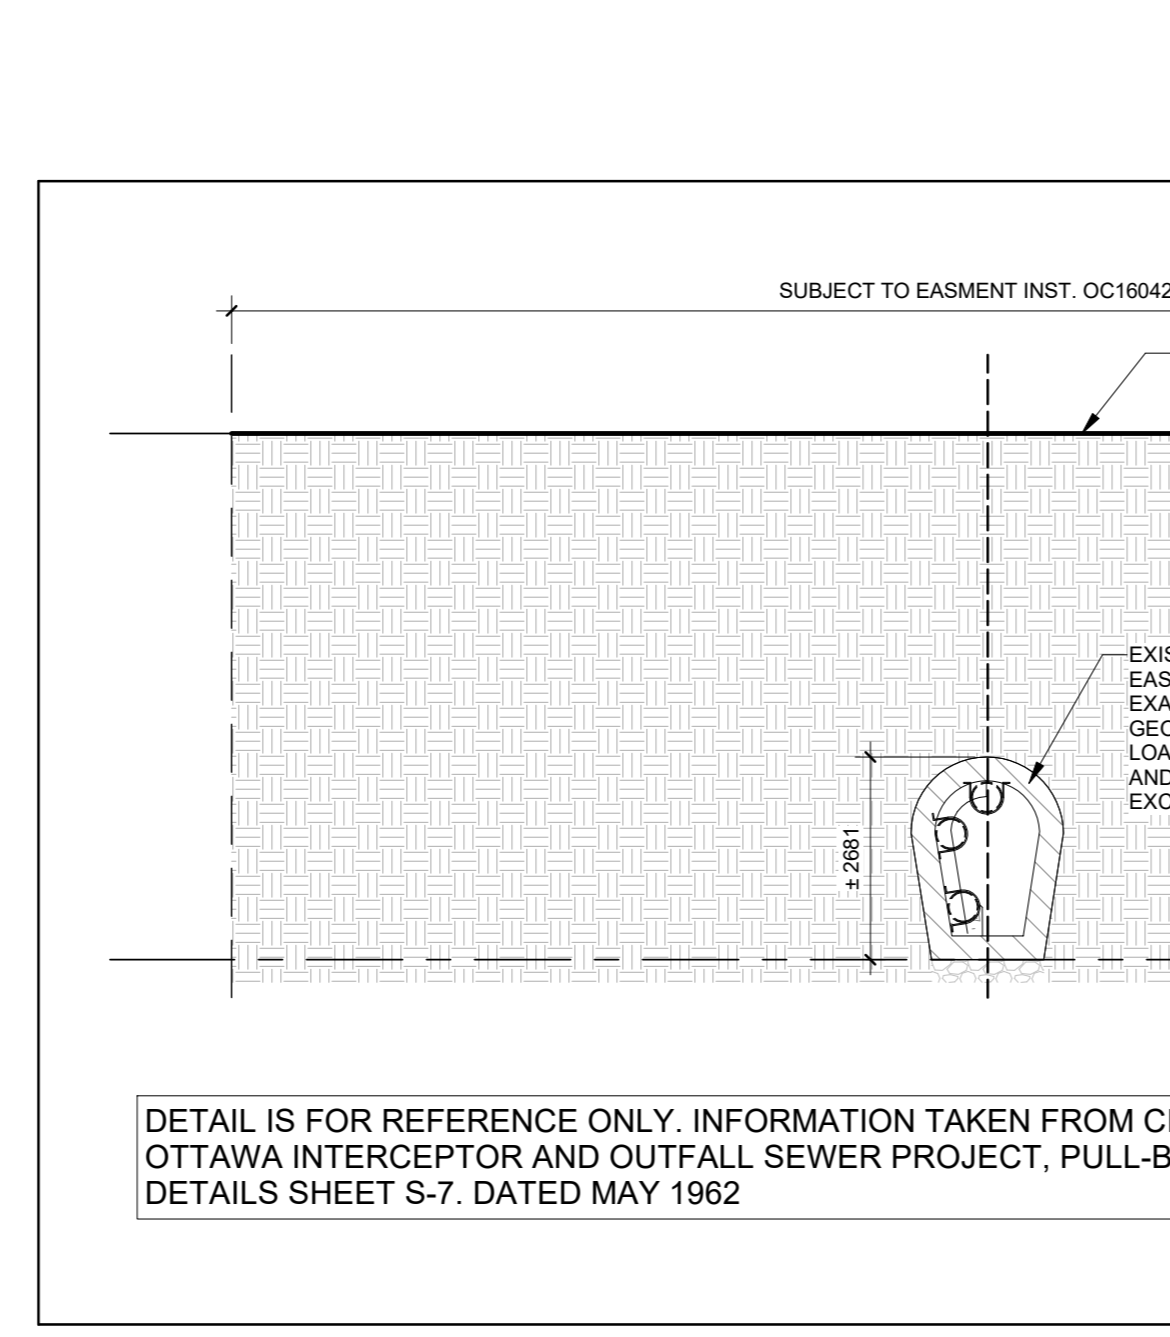 SUBJECT TO EASMENT INST. OC16042
EXIS
EAS
EXA
GEO
LOA
AND
EXC
± 2681
DETAIL IS FOR REFERENCE ONLY. INFORMATION TAKEN FROM CI
OTTAWA INTERCEPTOR AND OUTFALL SEWER PROJECT, PULL-B
DETAILS SHEET S-7. DATED MAY 1962